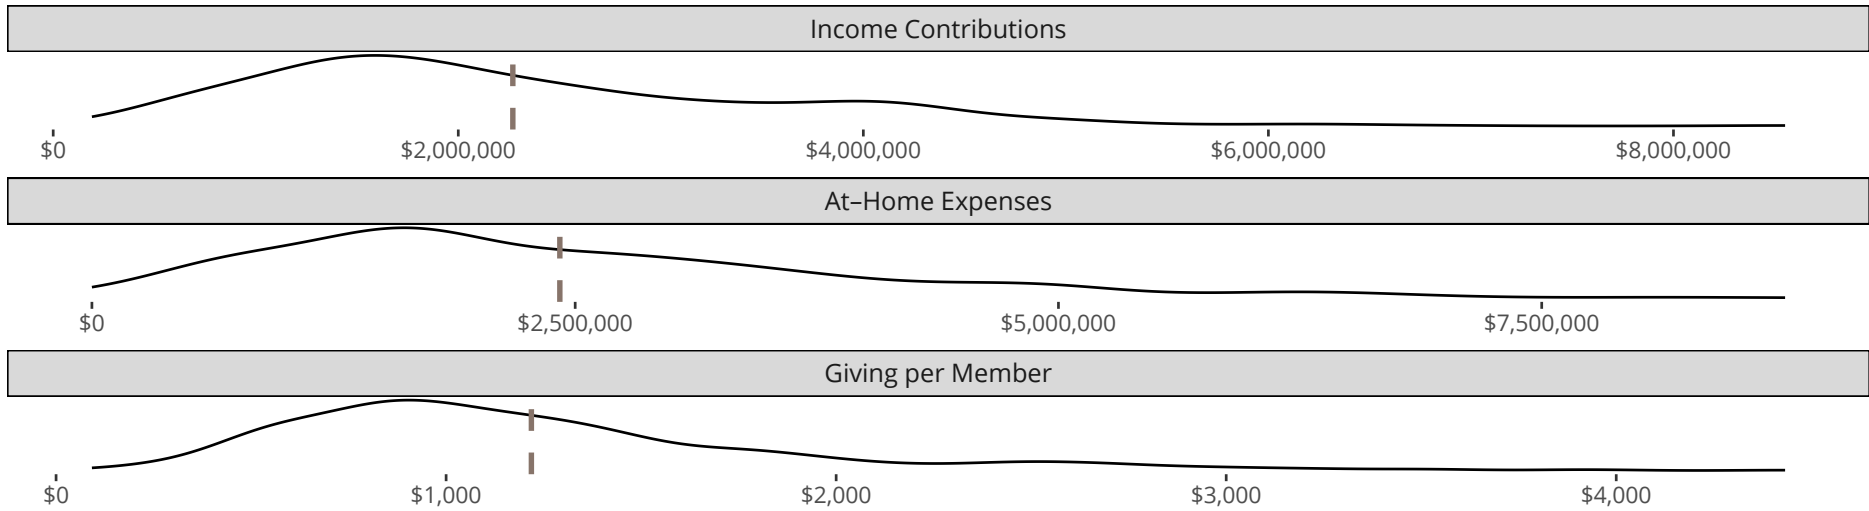 Income Contributions
$0 $2,000,000 $4,000,000 $6,000,000 $8,000,000
At–Home Expenses
$0 $2,500,000 $5,000,000 $7,500,000
Giving per Member
$0 $1,000 $2,000 $3,000 $4,000